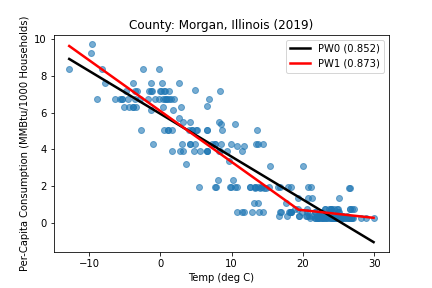 County: Morgan, Illinois (2019)
Per-Capita Consumption (MMBtu/1000 Households)
10
8
6
4
2
0
PW0 (0.852)
PW1 (0.873)
−10
0
10
20
30
Temp (deg C)